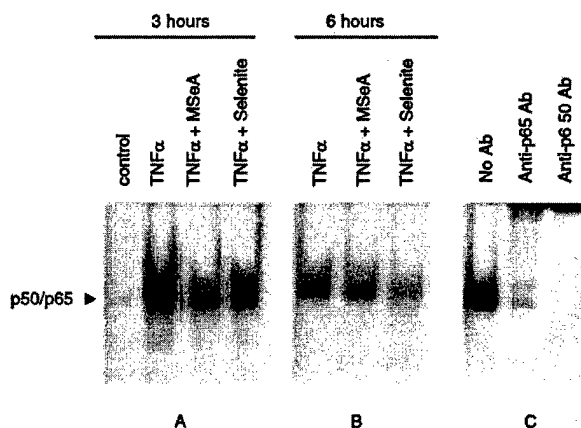 3 hours
6 hours
control
TNFα
TNFα + MSeA
TNFα + Selenite
TNFα
TNFα + MSeA
TNFα + Selenite
No Ab
Anti-p65 Ab
Anti-p6 50 Ab
p50/p65
A
B
C